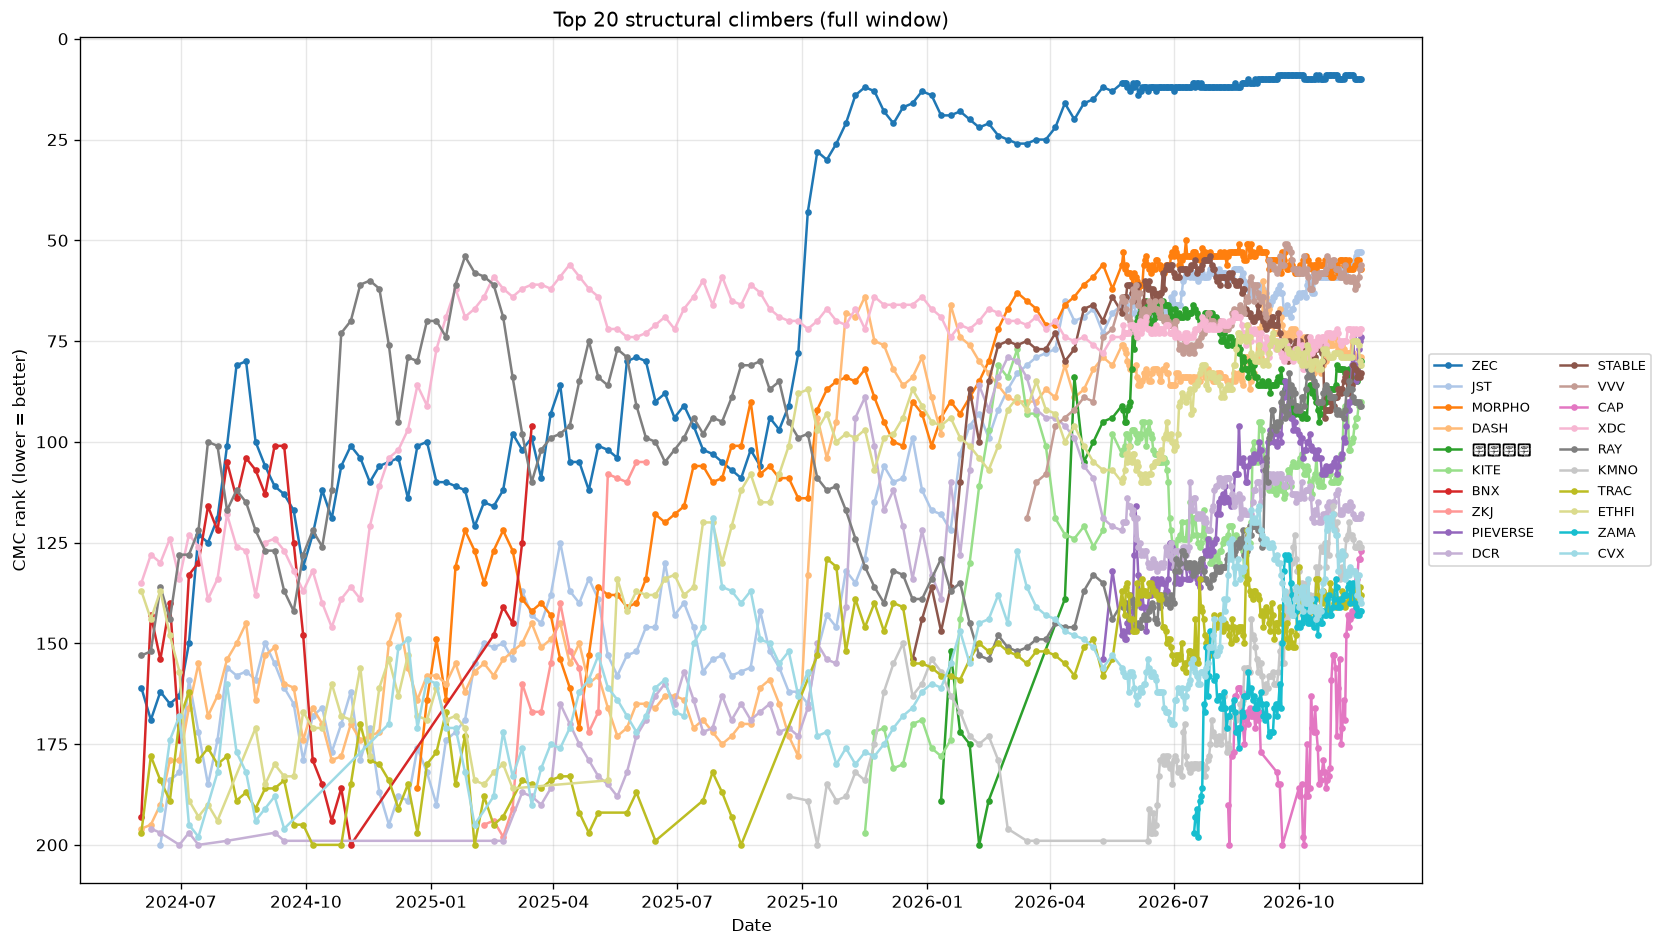 Top 20 structural climbers (full window)
CMC rank (lower = better)
0
25
50
75
100
125
150
175
200
2024-07
2024-10
2025-01
2025-04
2025-07
2025-10
2026-01
2026-04
2026-07
2026-10
Date
ZEC
JST
MORPHO
DASH
KITE
BNX
ZKJ
PIEVERSE
DCR
STABLE
VVV
CAP
XDC
RAY
KMNO
TRAC
ETHFI
ZAMA
CVX